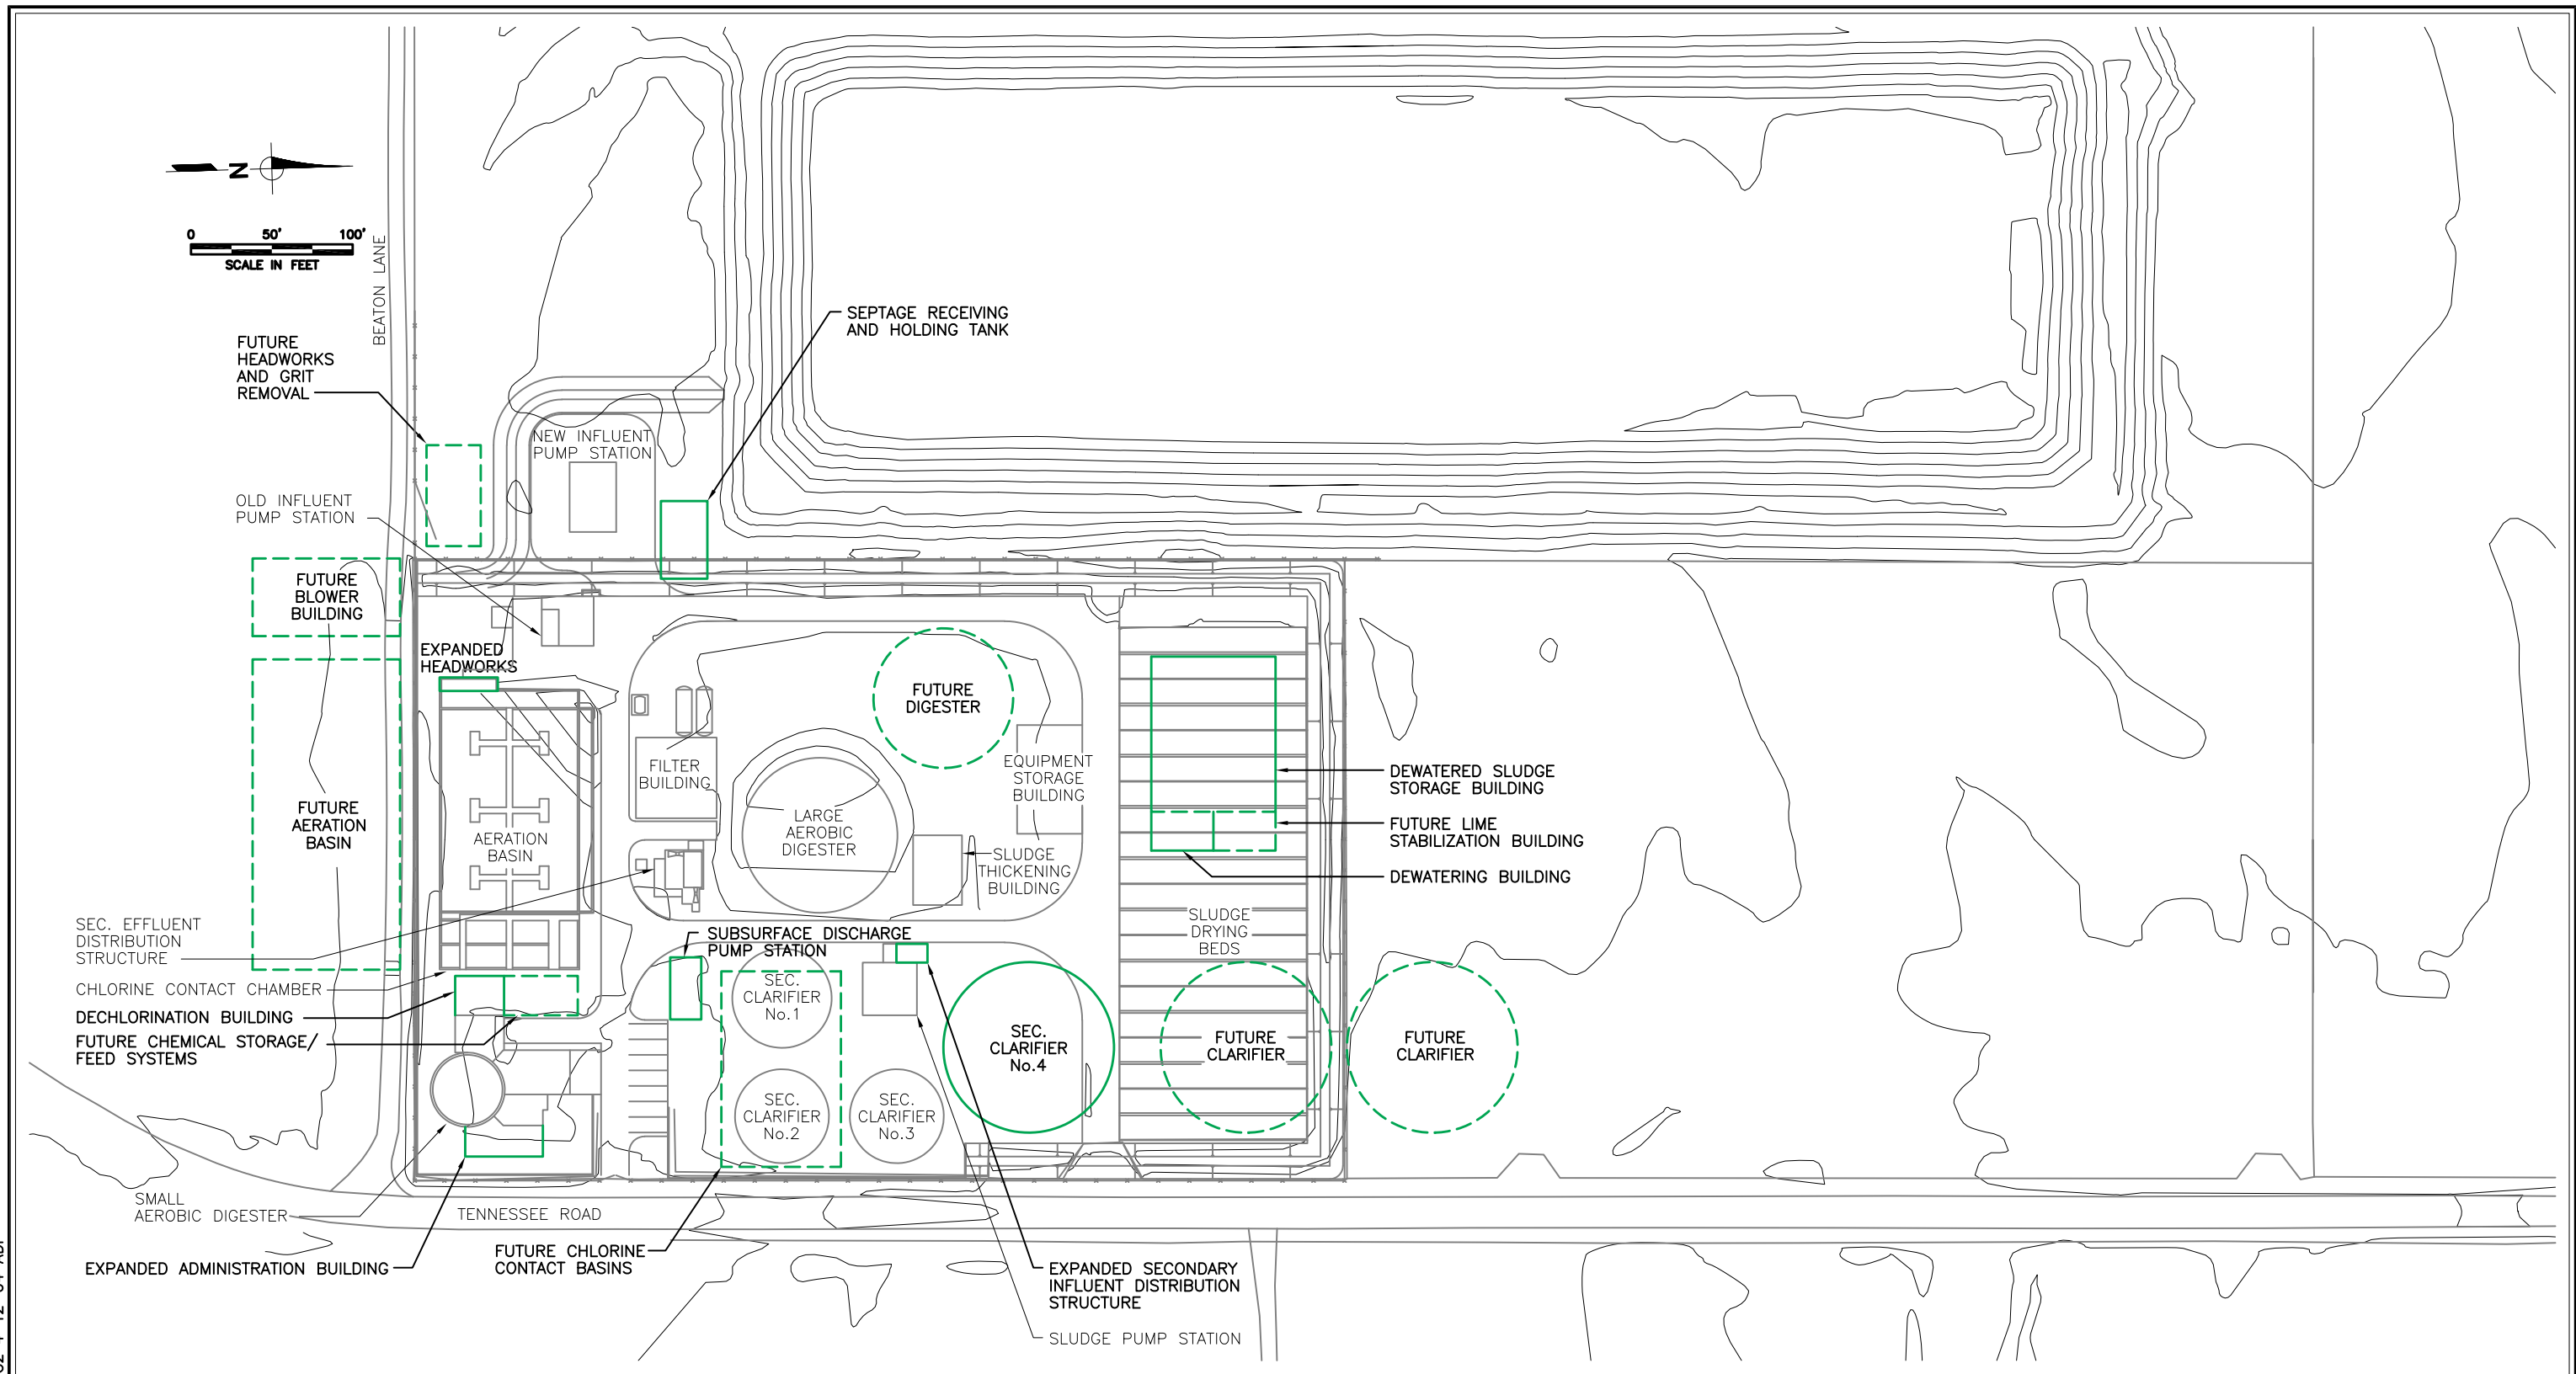 N
0 50' 100'
SCALE IN FEET
BEATON LANE
SEPTAGE RECEIVING
AND HOLDING TANK
FUTURE
HEADWORKS
AND GRIT
REMOVAL
NEW INFLUENT
PUMP STATION
OLD INFLUENT
PUMP STATION
FUTURE
BLOWER
BUILDING
EXPANDED
HEADWORKS
FUTURE
DIGESTER
FILTER
BUILDING
EQUIPMENT
STORAGE
BUILDING
DEWATERED SLUDGE
STORAGE BUILDING
FUTURE
AERATION
BASIN
AERATION
BASIN
LARGE
AEROBIC
DIGESTER
FUTURE LIME
STABILIZATION BUILDING
SLUDGE
THICKENING
BUILDING
DEWATERING BUILDING
SLUDGE
DRYING
BEDS
SEC. EFFLUENT
DISTRIBUTION
STRUCTURE
SUBSURFACE DISCHARGE
PUMP STATION
CHLORINE CONTACT CHAMBER
DECHLORINATION BUILDING
FUTURE CHEMICAL STORAGE/
FEED SYSTEMS
SEC.
CLARIFIER
No.1
SEC.
CLARIFIER
No.4
FUTURE
CLARIFIER
FUTURE
CLARIFIER
SEC.
CLARIFIER
No.2
SEC.
CLARIFIER
No.3
SMALL
AEROBIC DIGESTER
TENNESSEE ROAD
EXPANDED ADMINISTRATION BUILDING
FUTURE CHLORINE
CONTACT BASINS
EXPANDED SECONDARY
INFLUENT DISTRIBUTION
STRUCTURE
SLUDGE PUMP STATION